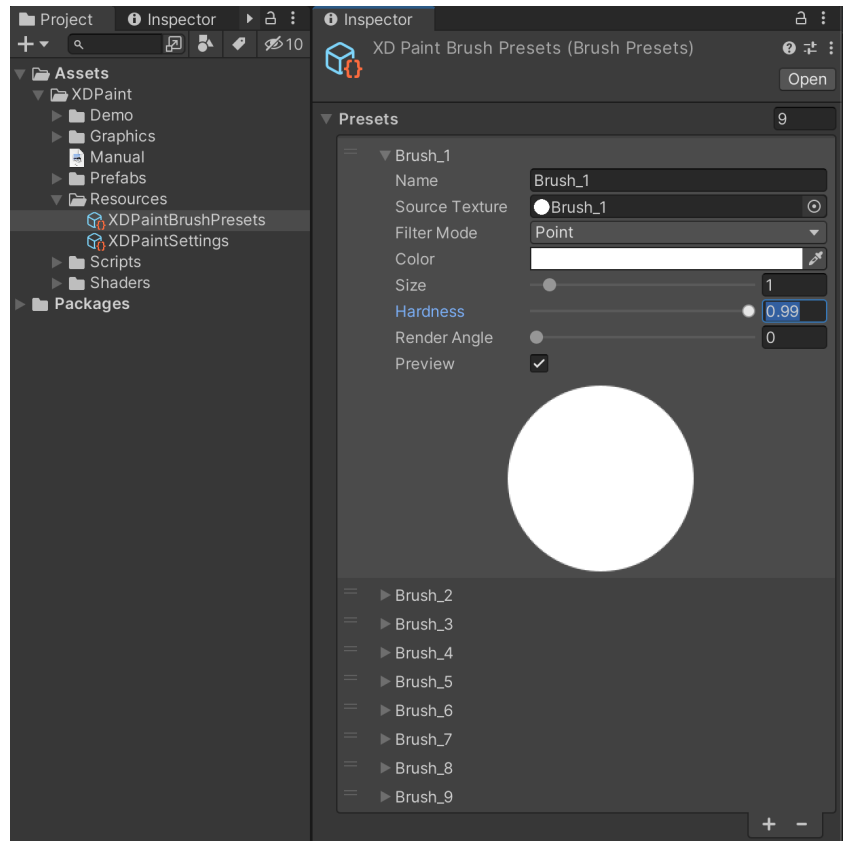 Project
Inspector
10
Assets
XDPaint
Demo
Graphics
Manual
Prefabs
Resources
XDPaintBrushPresets
XDPaintSettings
Scripts
Shaders
Packages
Inspector
XD Paint Brush Presets (Brush Presets)
Open
Presets 9
Brush_1
Name Brush_1
Source Texture Brush_1
Filter Mode Point
Color
Size 1
Hardness 0.99
Render Angle 0
Preview
Brush_2
Brush_3
Brush_4
Brush_5
Brush_6
Brush_7
Brush_8
Brush_9